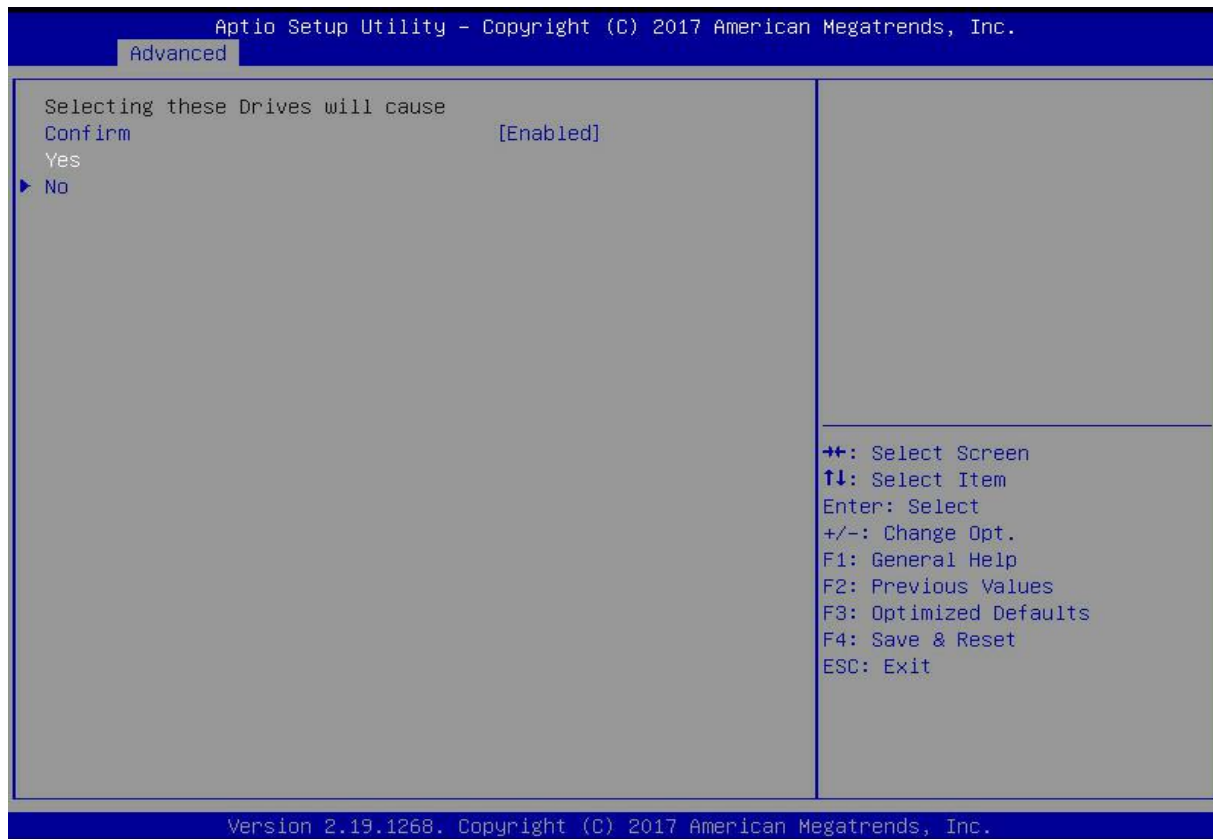 Aptio Setup Utility – Copyright (C) 2017 American Megatrends, Inc.
Advanced
Selecting these Drives will cause
Confirm [Enabled]
Yes
▶ No
→←: Select Screen
↑↓: Select Item
Enter: Select
+/-: Change Opt.
F1: General Help
F2: Previous Values
F3: Optimized Defaults
F4: Save & Reset
ESC: Exit
Version 2.19.1268. Copyright (C) 2017 American Megatrends, Inc.